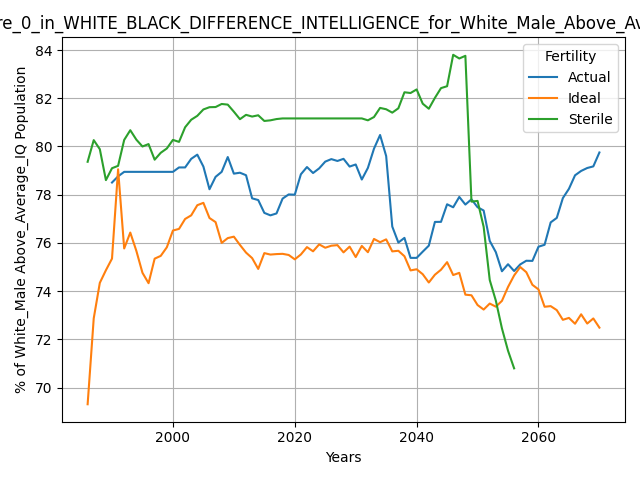 re_0_in_WHITE_BLACK_DIFFERENCE_INTELLIGENCE_for_White_Male_Above_Av
84
82
80
78
76
74
72
70
% of White_Male Above_Average_IQ Population
Fertility
Actual
Ideal
Sterile
2000
2020
2040
2060
Years